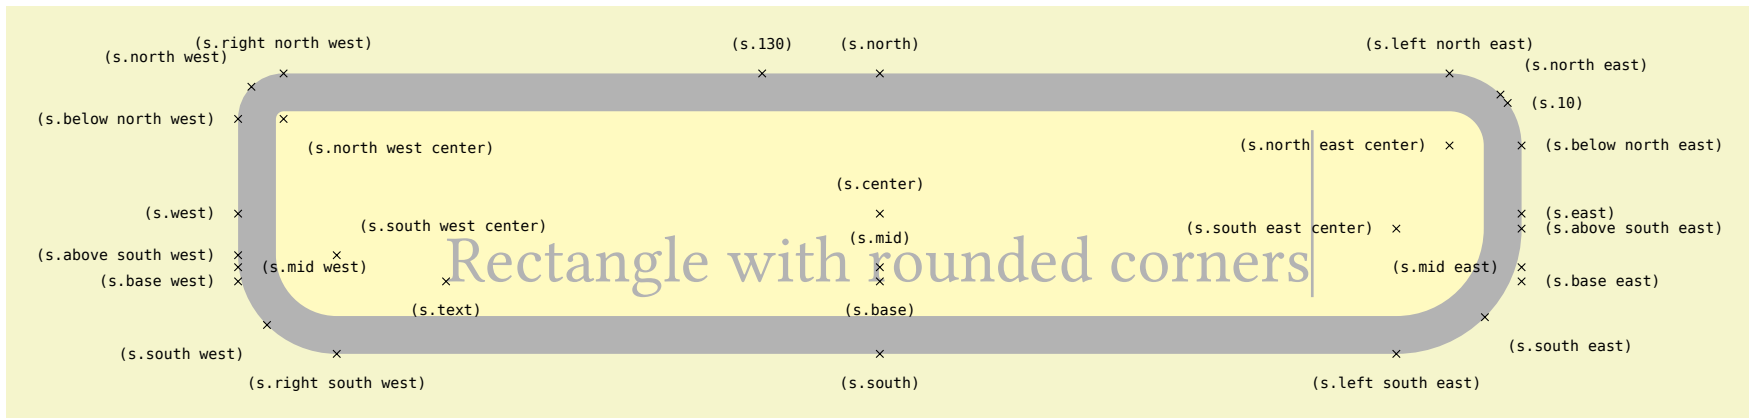 (s.right north west)
(s.130)
(s.north)
(s.left north east)
(s.north west)
(s.north east)
(s.10)
(s.below north west)
(s.north west center)
(s.north east center)
(s.below north east)
(s.center)
(s.west)
(s.east)
(s.south west center)
(s.south east center)
(s.above south east)
(s.mid)
(s.above south west)
Rectangle with rounded corners
(s.mid west)
(s.mid east)
(s.base west)
(s.base east)
(s.text)
(s.base)
(s.south west)
(s.south east)
(s.right south west)
(s.south)
(s.left south east)